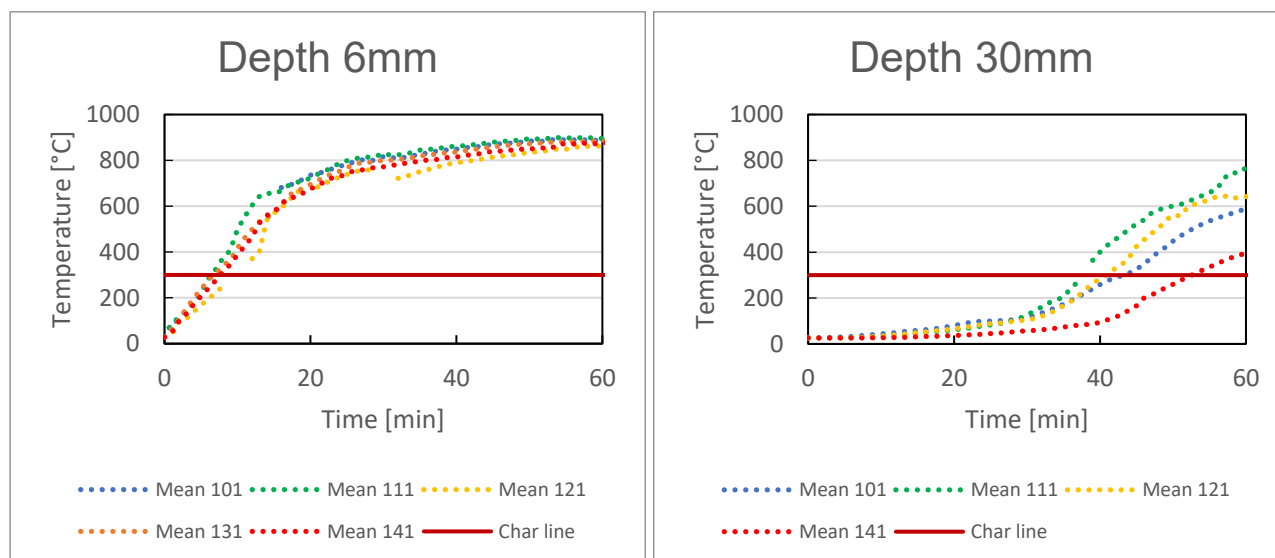 Depth 6mm
1000
800
600
400
200
0
Temperature [°C]
0 20 40 60
Time [min]
Mean 101 Mean 111 Mean 121
Mean 131 Mean 141 Char line
Depth 30mm
1000
800
600
400
200
0
Temperature [°C]
0 20 40 60
Time [min]
Mean 101 Mean 111 Mean 121
Mean 141 Char line